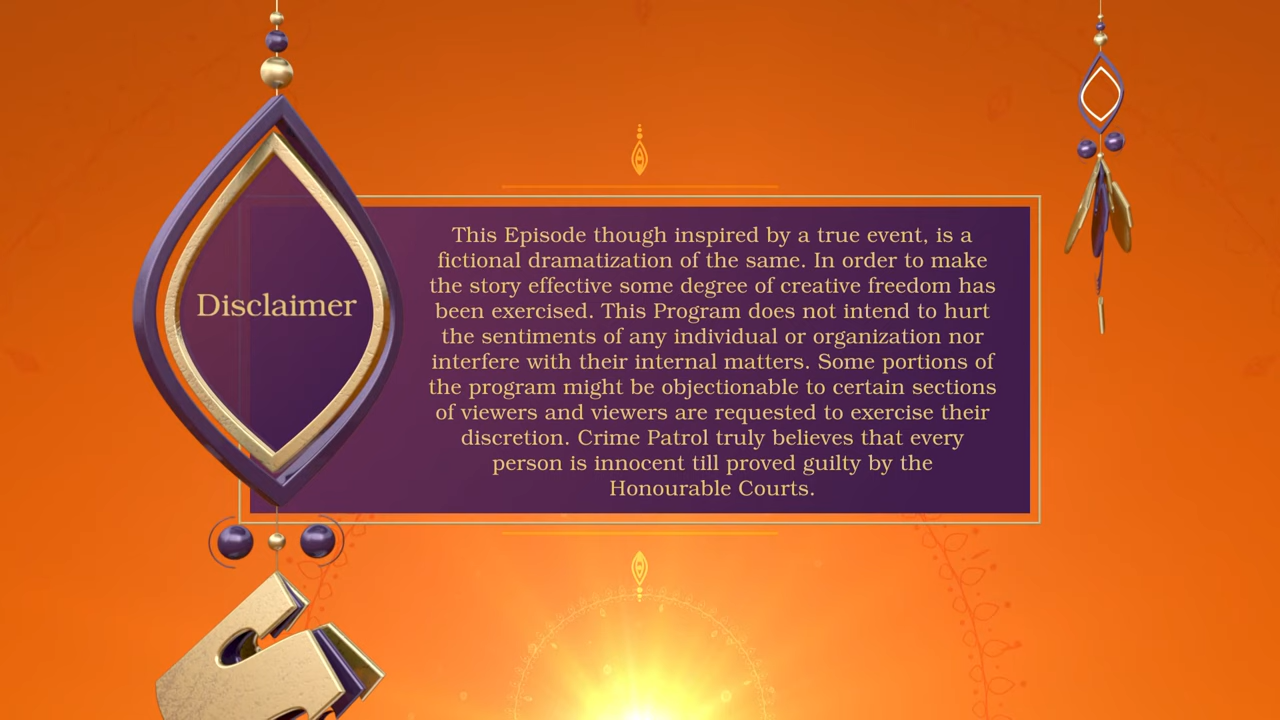 Disclaimer
This Episode though inspired by a true event, is a
fictional dramatization of the same. In order to make
the story effective some degree of creative freedom has
been exercised. This Program does not intend to hurt
the sentiments of any individual or organization nor
interfere with their internal matters. Some portions of
the program might be objectionable to certain sections
of viewers and viewers are requested to exercise their
discretion. Crime Patrol truly believes that every
person is innocent till proved guilty by the
Honourable Courts.